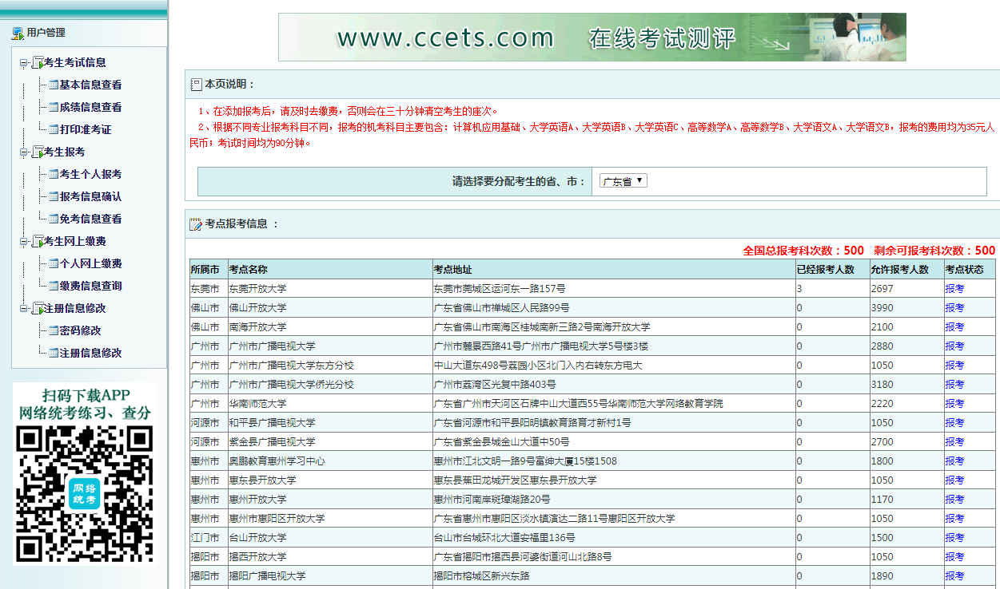 用户管理
考生考试信息
基本信息查看
成绩信息查看
打印准考证
考生报考
考生个人报考
报考信息确认
免考信息查看
考生网上缴费
个人网上缴费
缴费信息查询
注册信息修改
密码修改
注册信息修改
扫码下载APP
网络统考练习、查分
网络
统考
www.ccets.com 在线考试测评
本页说明：
1、在添加报考后，请及时去缴费，否则会在三十分钟清空考生的座次。
2、根据不同专业报考科目不同，报考的机考科目主要包含：计算机应用基础、大学英语A、大学英语B、大学英语C、高等数学A、高等数学B、大学语文A、大学语文B，报考的费用均为35元人
民币；考试时间均为90分钟。
请选择要分配考生的省、市： 广东省
考点报考信息 ：
全国总报考科次数：500 剩余可报考科次数：500
所属市 考点名称 考点地址 已经报考人数 允许报考人数 考点状态
东莞市 东莞开放大学 东莞市莞城区运河东一路157号 3 2697 报考
佛山市 佛山开放大学 广东省佛山市禅城区人民路99号 0 3990 报考
佛山市 南海开放大学 广东省佛山市南海区桂城南新三路2号南海开放大学 0 2100 报考
广州市 广州市广播电视大学 广州市麓景西路41号广州市广播电视大学5号楼3楼 0 2880 报考
广州市 广州市广播电视大学东方分校 中山大道东498号荔园小区北门入内右转东方电大 0 1050 报考
广州市 广州市广播电视大学侨光分校 广州市荔湾区光复中路403号 0 3180 报考
广州市 华南师范大学 广东省广州市天河区石牌中山大道西55号华南师范大学网络教育学院 0 2220 报考
河源市 和平县广播电视大学 广东省河源市和平县阳明镇教育路育才新村1号 0 1050 报考
河源市 紫金县广播电视大学 广东省紫金县城金山大道中50号 0 2700 报考
惠州市 奥鹏教育惠州学习中心 惠州市江北文明一路9号富绅大厦15楼1508 0 1800 报考
惠州市 惠东县开放大学 惠东县蕉田龙城开发区惠东县开放大学 0 1050 报考
惠州市 惠州开放大学 惠州市河南岸斑璋湖路20号 0 1170 报考
惠州市 惠州市惠阳区开放大学 广东省惠州市惠阳区淡水镇演达二路11号惠阳区开放大学 0 1050 报考
江门市 台山开放大学 台山市台城环北大道安福里136号 0 1500 报考
揭阳市 揭西开放大学 广东省揭阳市揭西县河婆街道河山北路8号 0 1050 报考
揭阳市 揭阳广播电视大学 揭阳市榕城区新兴东路 0 1890 报考